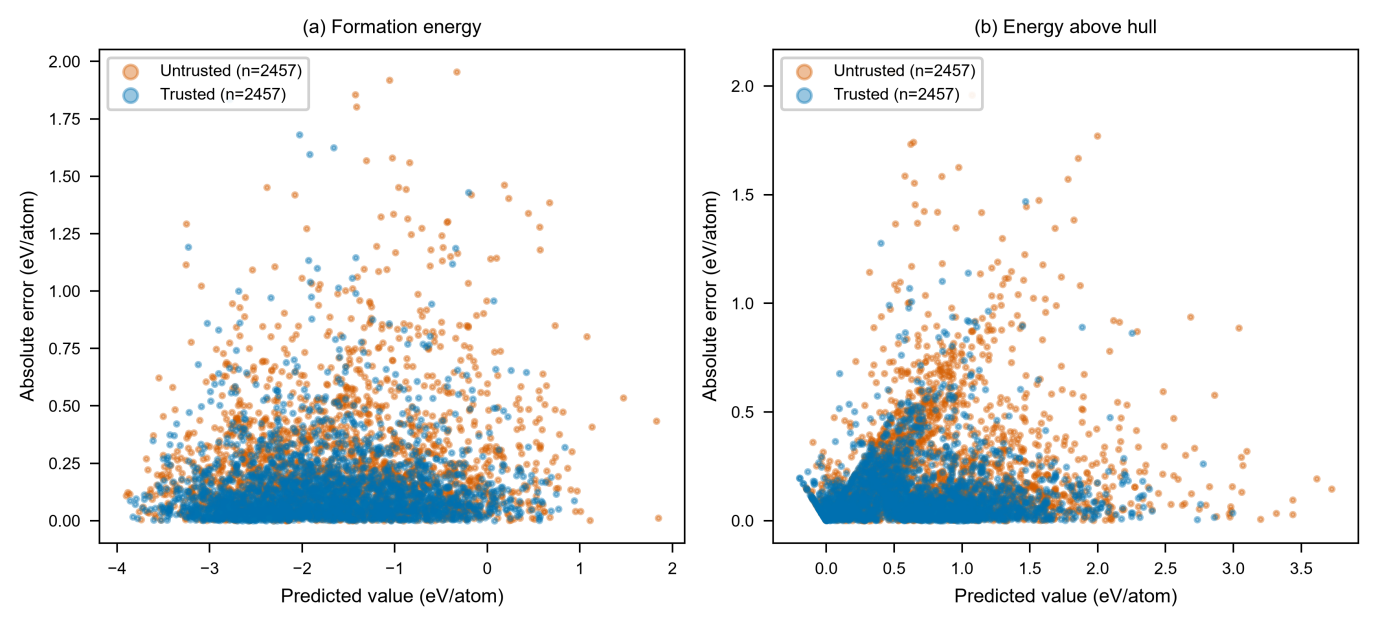 (a) Formation energy
Untrusted (n=2457)
Trusted (n=2457)
Absolute error (eV/atom)
2.00
1.75
1.50
1.25
1.00
0.75
0.50
0.25
0.00
−4
−3
−2
−1
0
1
2
Predicted value (eV/atom)
(b) Energy above hull
Untrusted (n=2457)
Trusted (n=2457)
Absolute error (eV/atom)
2.0
1.5
1.0
0.5
0.0
0.0
0.5
1.0
1.5
2.0
2.5
3.0
3.5
Predicted value (eV/atom)